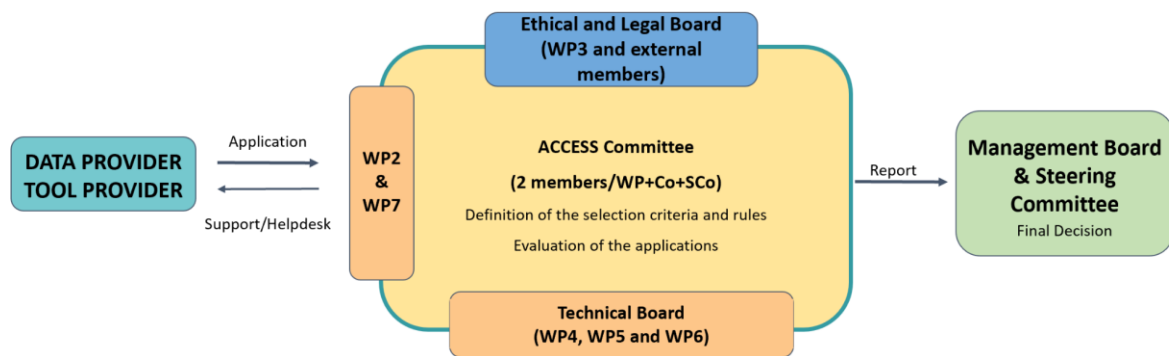 DATA PROVIDER
TOOL PROVIDER
Application
Support/Helpdesk
WP2
&
WP7
Ethical and Legal Board
(WP3 and external
members)
ACCESS Committee
(2 members/WP+Co+SCo)
Definition of the selection criteria and rules
Evaluation of the applications
Technical Board
(WP4, WP5 and WP6)
Report
Management Board
& Steering
Committee
Final Decision